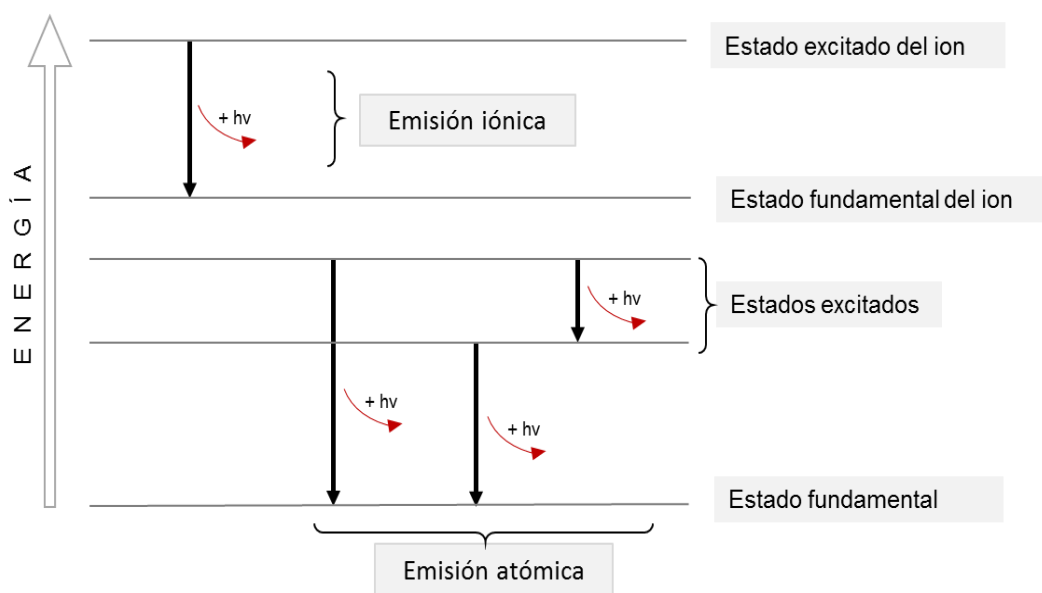 Estado excitado del ion
+ hv
Emisión iónica
ENERGÍA
Estado fundamental del ion
+ hv
Estados excitados
+ hv
+ hv
Estado fundamental
Emisión atómica